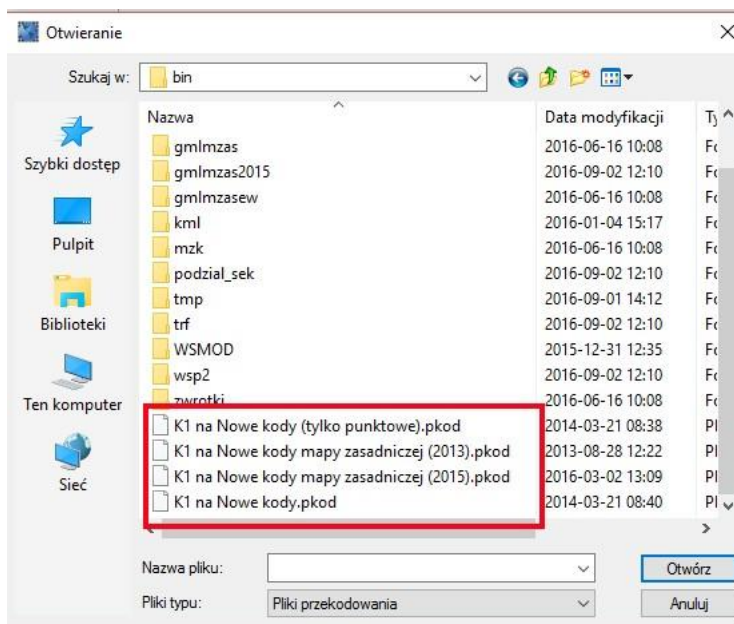 Otwieranie
Szukaj w: bin
Nazwa Data modyfikacji
gmlmzas 2016-06-16 10:08
gmlmzas2015 2016-09-02 12:10
gmlmzasew 2016-06-16 10:08
kml 2016-01-04 15:17
mzk 2016-06-16 10:08
podzial_sek 2016-09-02 12:10
tmp 2016-09-01 14:12
trf 2016-09-02 12:10
WSMOD 2015-12-31 12:35
wsp2 2016-09-02 12:10
zwrotki
K1 na Nowe kody (tylko punktowe).pkod 2014-03-21 08:38
K1 na Nowe kody mapy zasadniczej (2013).pkod 2013-08-28 12:22
K1 na Nowe kody mapy zasadniczej (2015).pkod 2016-03-02 13:09
K1 na Nowe kody.pkod 2014-03-21 08:40
Szybki dostęp
Pulpit
Biblioteki
Ten komputer
Sieć
Nazwa pliku: Otwórz
Pliki typu: Pliki przekodowania Anuluj